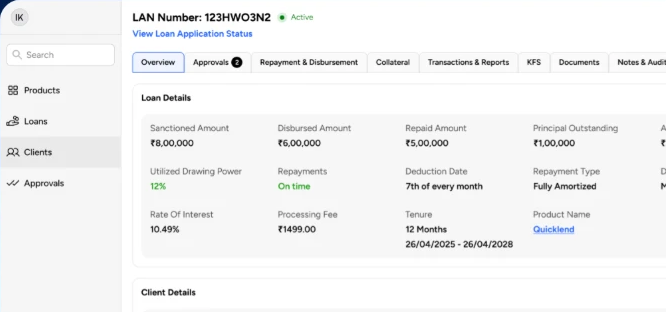 IK
LAN Number: 123HWO3N2 Active
View Loan Application Status
Search
Products
Loans
Clients
Approvals
Overview Approvals 2 Repayment & Disbursement Collateral Transactions & Reports KFS Documents Notes & Audit
Loan Details
Sanctioned Amount Disbursed Amount Repaid Amount Principal Outstanding
₹8,00,000 ₹6,00,000 ₹5,00,000 ₹1,00,000
Utilized Drawing Power Repayments Deduction Date Repayment Type
12% On time 7th of every month Fully Amortized
Rate Of Interest Processing Fee Tenure Product Name
10.49% ₹1499.00 12 Months Quicklend
26/04/2025 - 26/04/2028
Client Details